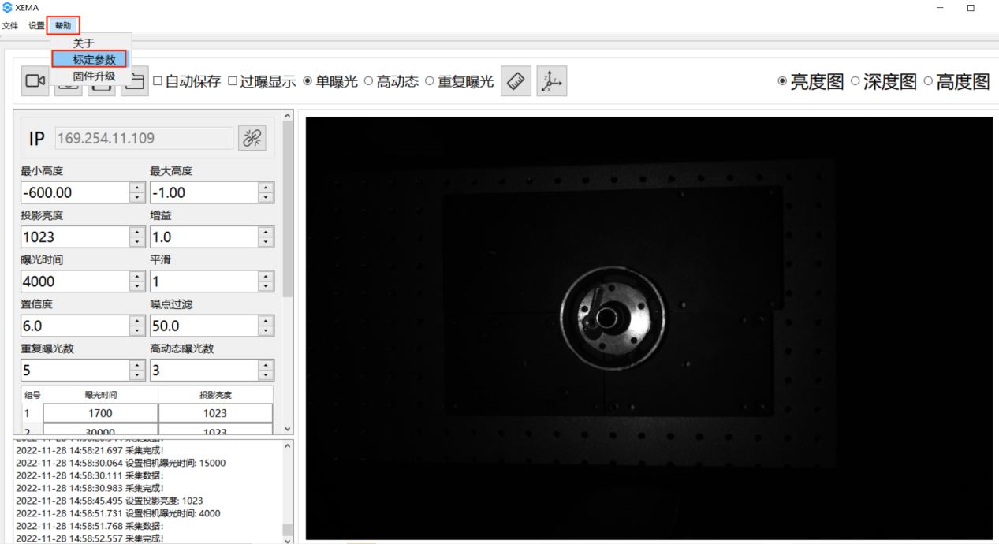 XEMA
文件 设置 帮助
关于
标定参数
固件升级
自动保存 过曝显示 单曝光 高动态 重复曝光 亮度图 深度图 高度图
IP 169.254.11.109
最小高度 最大高度
-600.00 -1.00
投影亮度 增益
1023 1.0
曝光时间 平滑
4000 1
置信度 噪点过滤
6.0 50.0
重复曝光数 高动态曝光数
5 3
组号 曝光时间 投影亮度
1 1700 1023
2 30000 1023
2022-11-28 14:58:21.697 采集完成!
2022-11-28 14:58:30.064 设置相机曝光时间: 15000
2022-11-28 14:58:30.111 采集数据:
2022-11-28 14:58:30.983 采集完成!
2022-11-28 14:58:45.495 设置投影亮度: 1023
2022-11-28 14:58:51.731 设置相机曝光时间: 4000
2022-11-28 14:58:51.768 采集数据:
2022-11-28 14:58:52.557 采集完成!